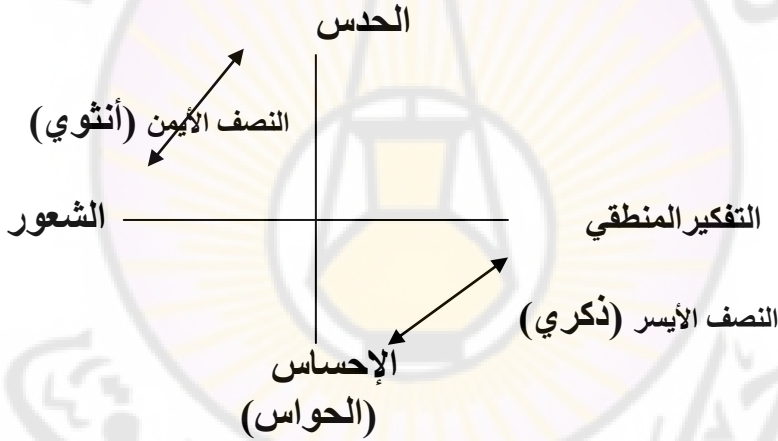 الحدس
النصف الأيمن (أنثوي)
التفكير المنطقي
الشعور
النصف الأيسر (ذكري)
الإحساس
(الحواس)